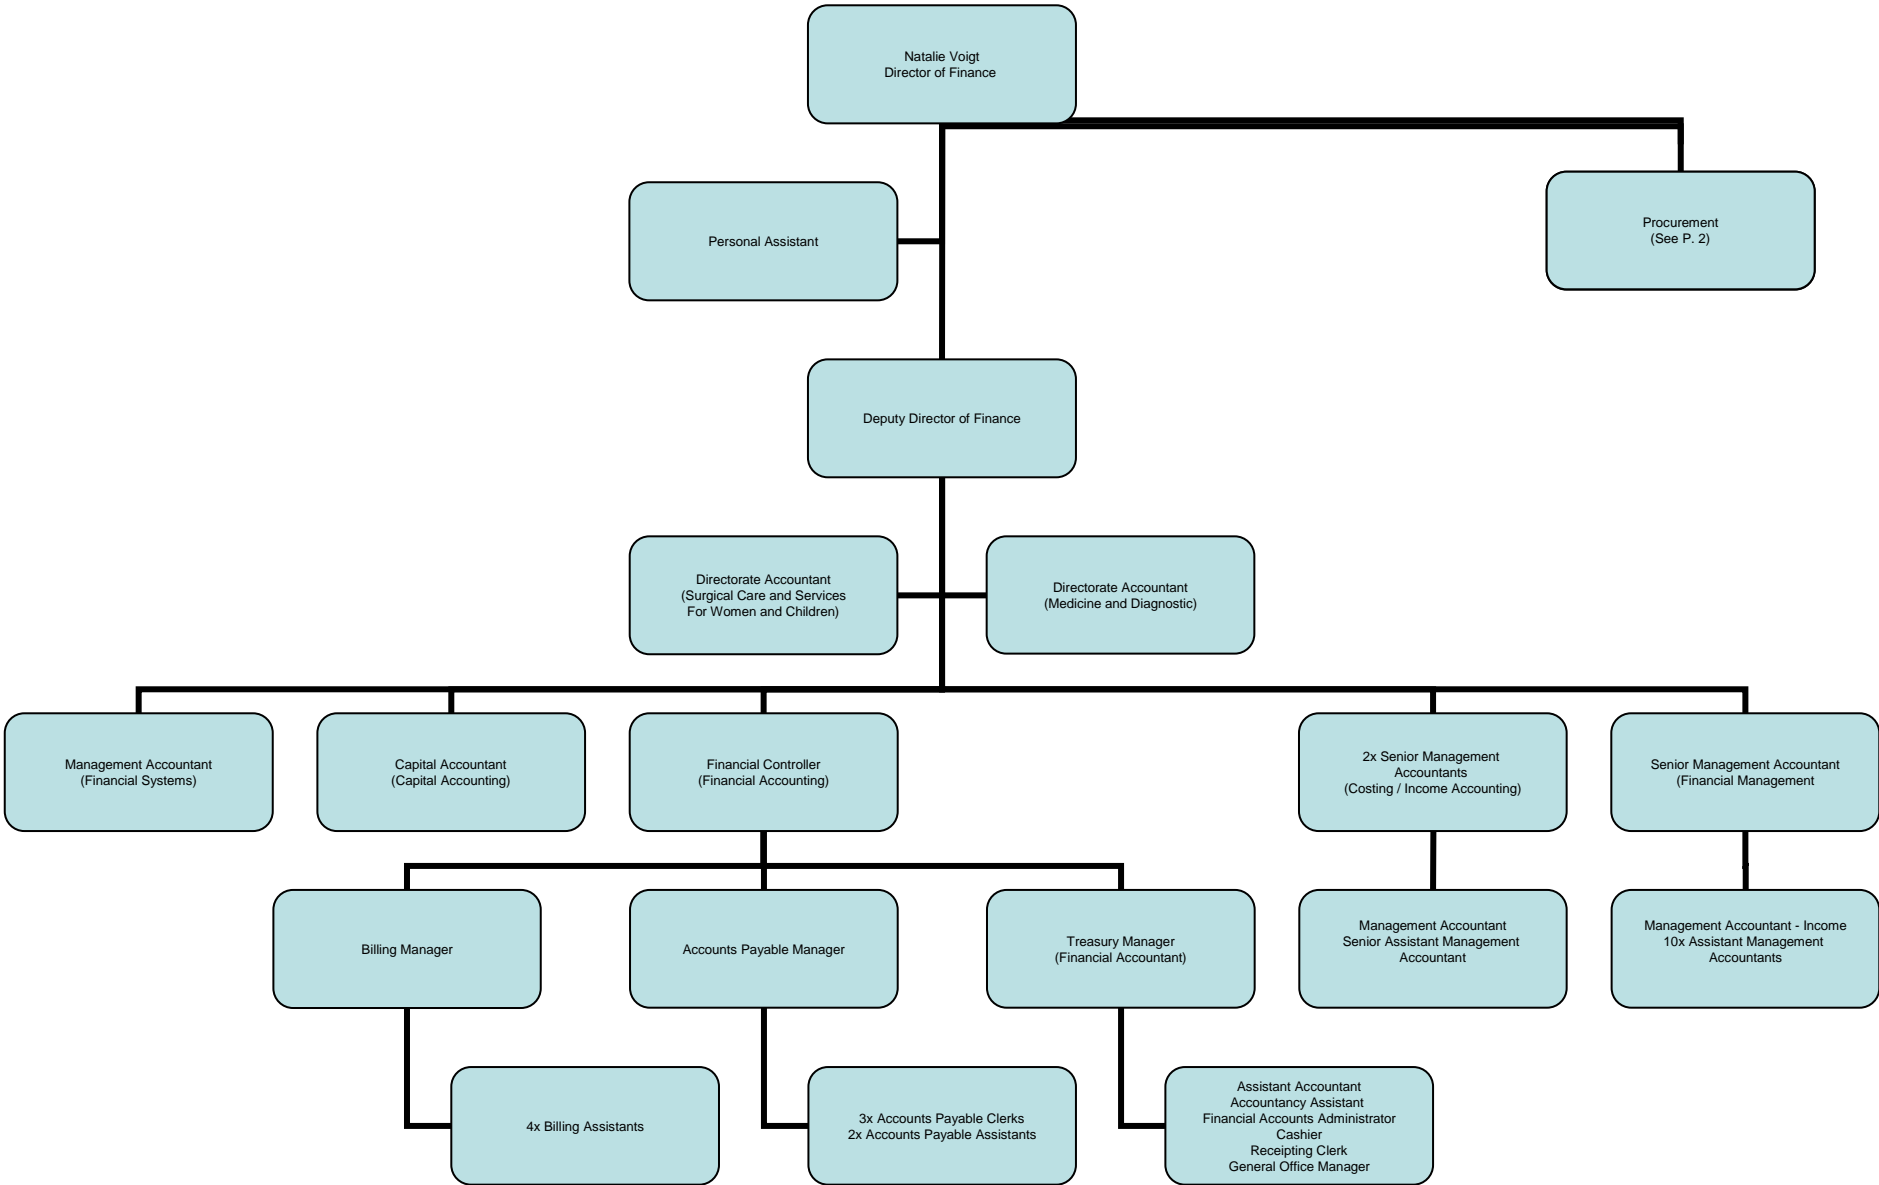 Natalie Voigt
Director of Finance
Personal Assistant
Procurement
(See P. 2)
Deputy Director of Finance
Directorate Accountant
(Surgical Care and Services
For Women and Children)
Directorate Accountant
(Medicine and Diagnostic)
Management Accountant
(Financial Systems)
Capital Accountant
(Capital Accounting)
Financial Controller
(Financial Accounting)
2x Senior Management
Accountants
(Costing / Income Accounting)
Senior Management Accountant
(Financial Management
Billing Manager
Accounts Payable Manager
Treasury Manager
(Financial Accountant)
Management Accountant
Senior Assistant Management
Accountant
Management Accountant - Income
10x Assistant Management
Accountants
4x Billing Assistants
3x Accounts Payable Clerks
2x Accounts Payable Assistants
Assistant Accountant
Accountancy Assistant
Financial Accounts Administrator
Cashier
Receipting Clerk
General Office Manager